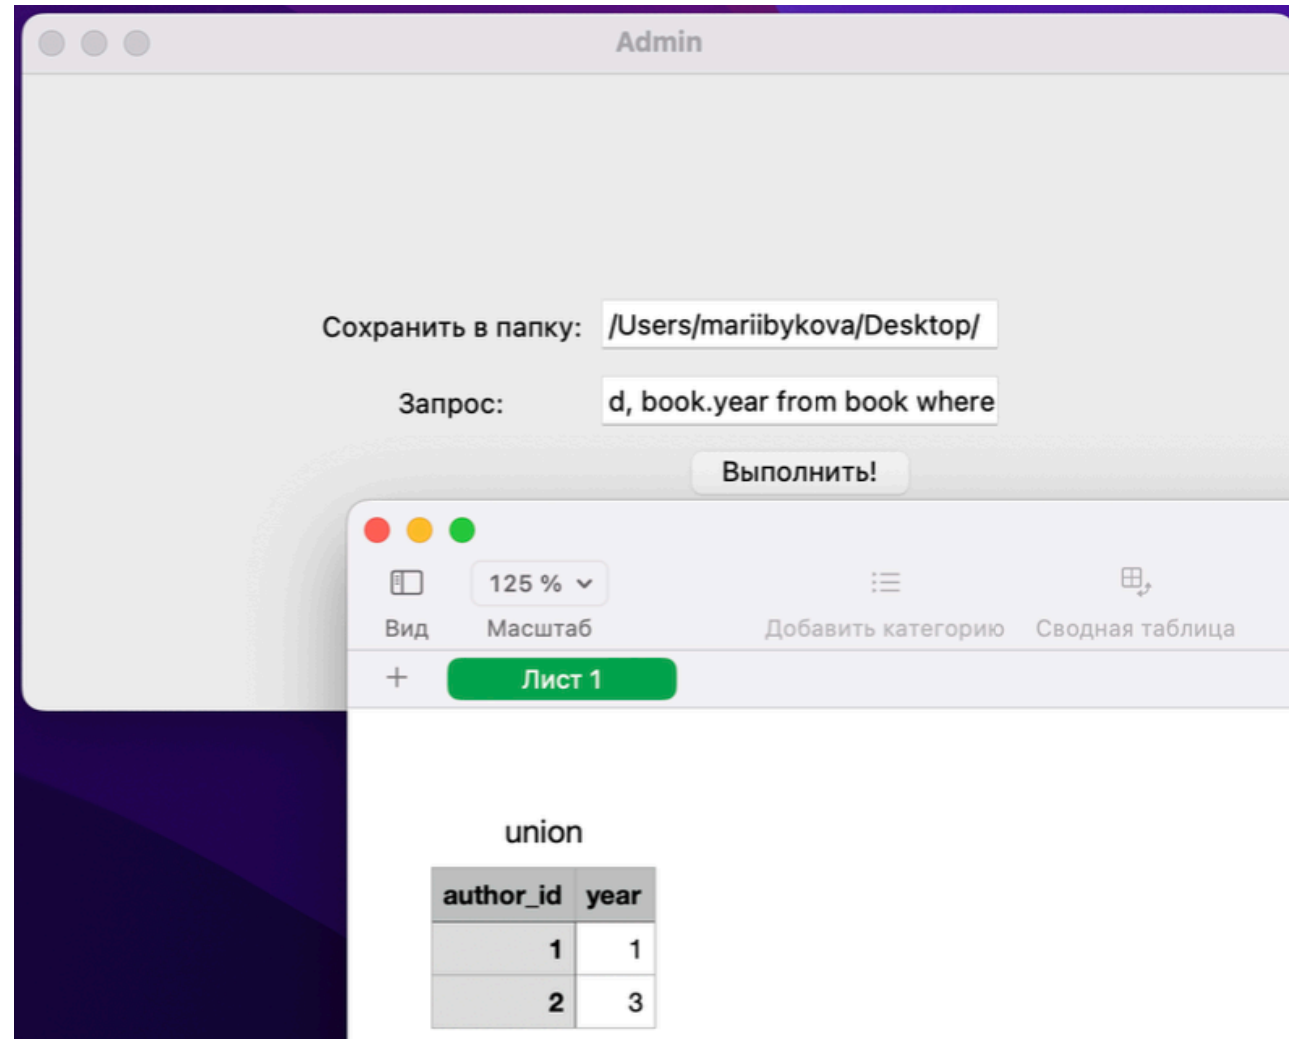 Admin
Сохранить в папку: /Users/mariibykova/Desktop/
Запрос: d, book.year from book where
Выполнить!
125 %
Вид Масштаб Добавить категорию Сводная таблица
+ Лист 1
union
author_id year
1 1
2 3